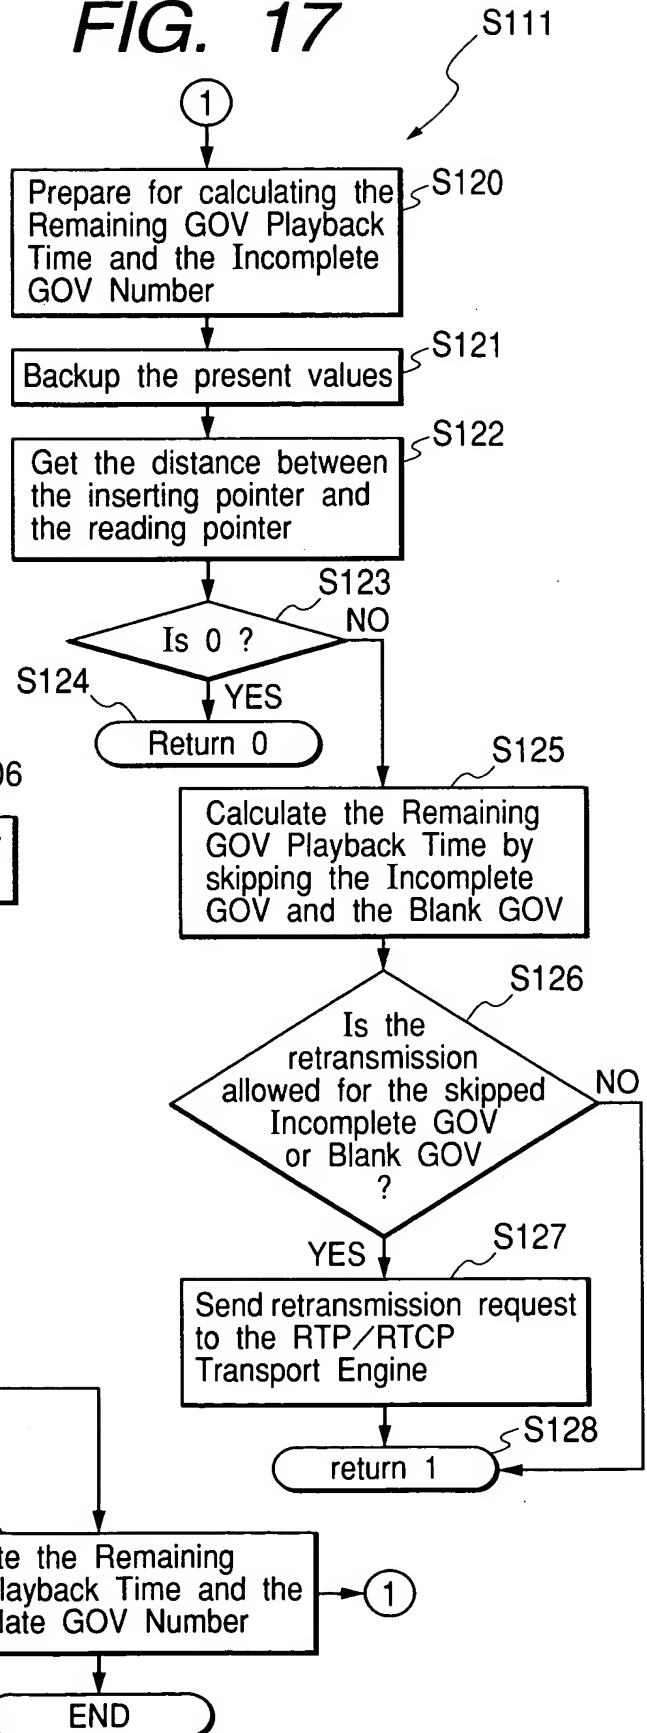 FIG. 17
S111
1
Prepare for calculating the
Remaining GOV Playback
Time and the Incomplete
GOV Number
S120
Backup the present values
S121
Get the distance between
the inserting pointer and
the reading pointer
S122
Is 0 ?
S123
NO
YES
S124
Return 0
06
S125
Calculate the Remaining
GOV Playback Time by
skipping the Incomplete
GOV and the Blank GOV
S126
Is the
retransmission
allowed for the skipped
Incomplete GOV
or Blank GOV
?
NO
YES
S127
Send retransmission request
to the RTP/RTCP
Transport Engine
S128
return 1
te the Remaining
layback Time and the
late GOV Number
1
END